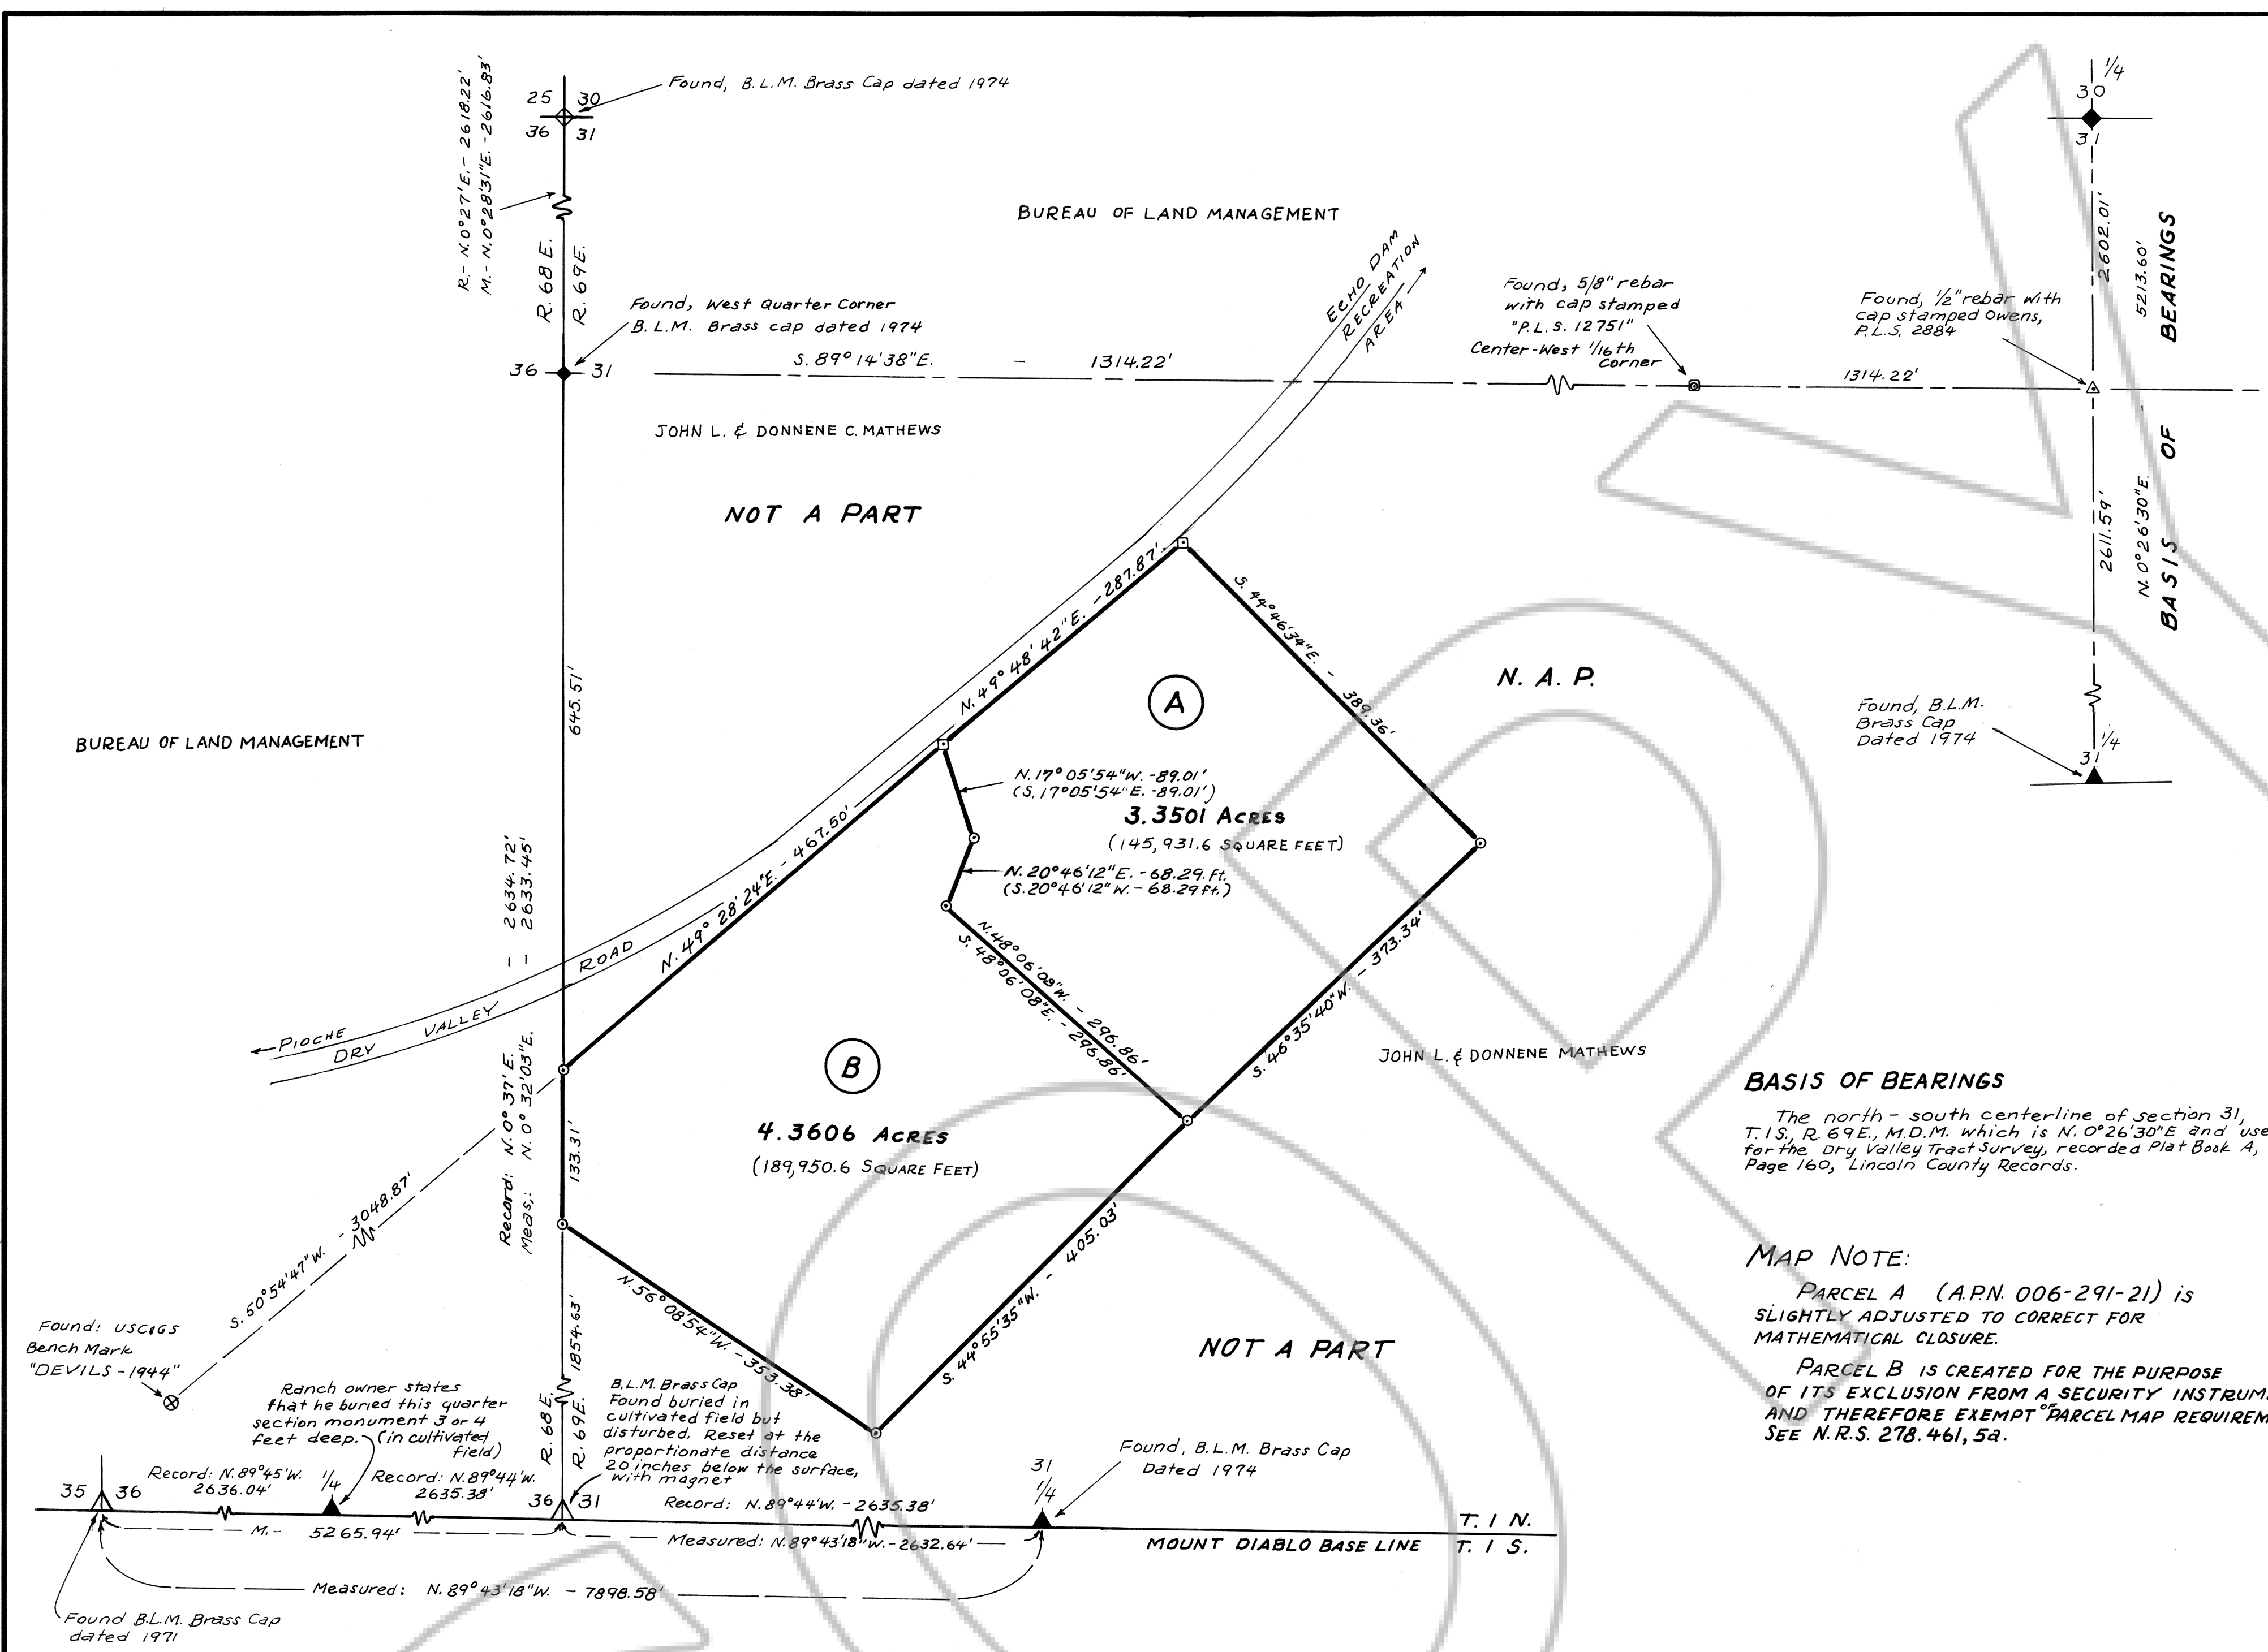 R.- N.0°27'E.- 2618.22'
M.- N.0°28'31"E. -2616.83'
25 30
36 31
Found, B.L.M. Brass Cap dated 1974
1/4
30
31
BUREAU OF LAND MANAGEMENT
R. 68 E.
R. 69E.
ECHO DAM
RECREATION
AREA
Found, West Quarter Corner
B.L.M. Brass cap dated 1974
36 31
S. 89° 14'38"E. - 1314.22'
Found, 5/8" rebar
with cap stamped
"P.L.S. 12751"
Center-West 1/16th
Corner
Found, 1/2" rebar with
cap stamped Owens,
P.L.S. 2884
1314.22'
2602.01'
2611.59'
N.0°26'30"E. - 5213.60'
BASIS OF BEARINGS
JOHN L. & DONNENE C. MATHEWS
NOT A PART
645.51'
N. 49° 48' 42" E. - 287.87'
S. 44°46'34"E. - 389.36'
A
N. A. P.
Found, B.L.M.
Brass Cap
Dated 1974
1/4
31
BUREAU OF LAND MANAGEMENT
N.17° 05'54"W. -89.01'
(S.17°05'54"E. -89.01')
3.3501 ACRES
(145,931.6 SQUARE FEET)
N.20°46'12"E. -68.29.ft.
(S.20°46'12"W. - 68.29ft.)
N. 49° 28'24"E. - 467.50'
N.48°06'08"W. - 296.86'
S. 48°06'08"E. - 296.86'
S. 46°35'40"W. - 373.34'
PIOCHE
DRY VALLEY ROAD
Record: N.0° 37' E. - 2634.72'
Meas.: N.0° 32'03"E. - 2633.45'
B
4.3606 ACRES
(189,950.6 SQUARE FEET)
133.31'
JOHN L. & DONNENE MATHEWS
BASIS OF BEARINGS
The north - south centerline of section 31,
T.1S., R. 69E., M.D.M. which is N. 0°26'30"E and use
for the Dry Valley Tract Survey, recorded Plat Book A,
Page 160, Lincoln County Records.
S. 50°54'47"W. - 3048.87'
N.56°08'54"W. - 353.38'
S. 44°55'35"W. - 405.03'
NOT A PART
MAP NOTE:
PARCEL A (A.P.N. 006-291-21) is
SLIGHTLY ADJUSTED TO CORRECT FOR
MATHEMATICAL CLOSURE.
PARCEL B IS CREATED FOR THE PURPOSE
OF ITS EXCLUSION FROM A SECURITY INSTRUM
AND THEREFORE EXEMPT OF PARCEL MAP REQUIREM
SEE N.R.S. 278.461, 5a.
Found: USC&GS
Bench Mark
"DEVILS-1944"
Ranch owner states
that he buried this quarter
section monument 3 or 4
feet deep. (in cultivated
field)
R. 68E.
R. 69E.
1854.63'
B.L.M. Brass Cap
Found buried in
cultivated field but
disturbed. Reset at the
proportionate distance
20 inches below the surface,
with magnet
Found, B.L.M. Brass Cap
Dated 1974
35 36
Record: N.89°45'W.
2636.04'
1/4
Record: N.89°44'W.
2635.38'
36 31
Record: N.89°44'W. - 2635.38'
31
1/4
M.- 5265.94'
Measured: N.89°43'18"W. - 2632.64'
MOUNT DIABLO BASE LINE
T. 1 N.
T. 1 S.
Measured: N.89°43'18"W. - 7898.58'
Found B.L.M. Brass Cap
dated 1971